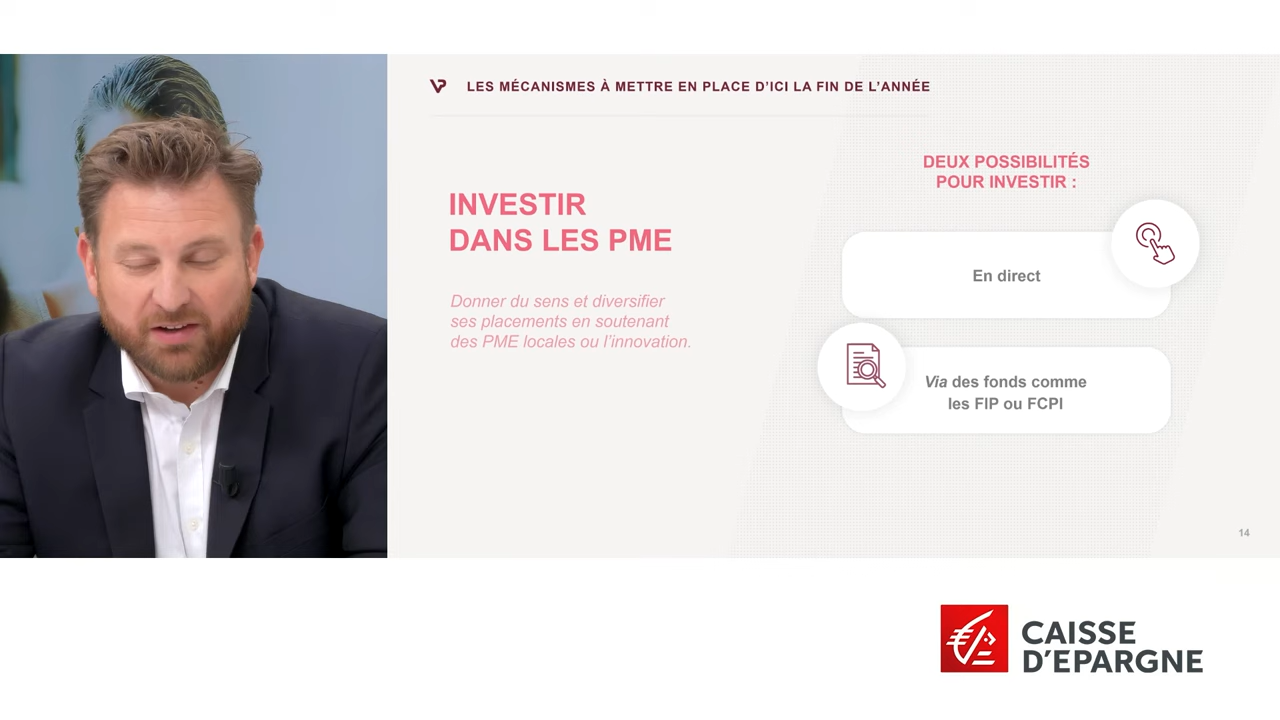 LES MÉCANISMES À METTRE EN PLACE D'ICI LA FIN DE L'ANNÉE
INVESTIR
DANS LES PME
Donner du sens et diversifier
ses placements en soutenant
des PME locales ou l'innovation.
DEUX POSSIBILITÉS
POUR INVESTIR :
En direct
Via des fonds comme
les FIP ou FCPI
14
CAISSE
D'EPARGNE